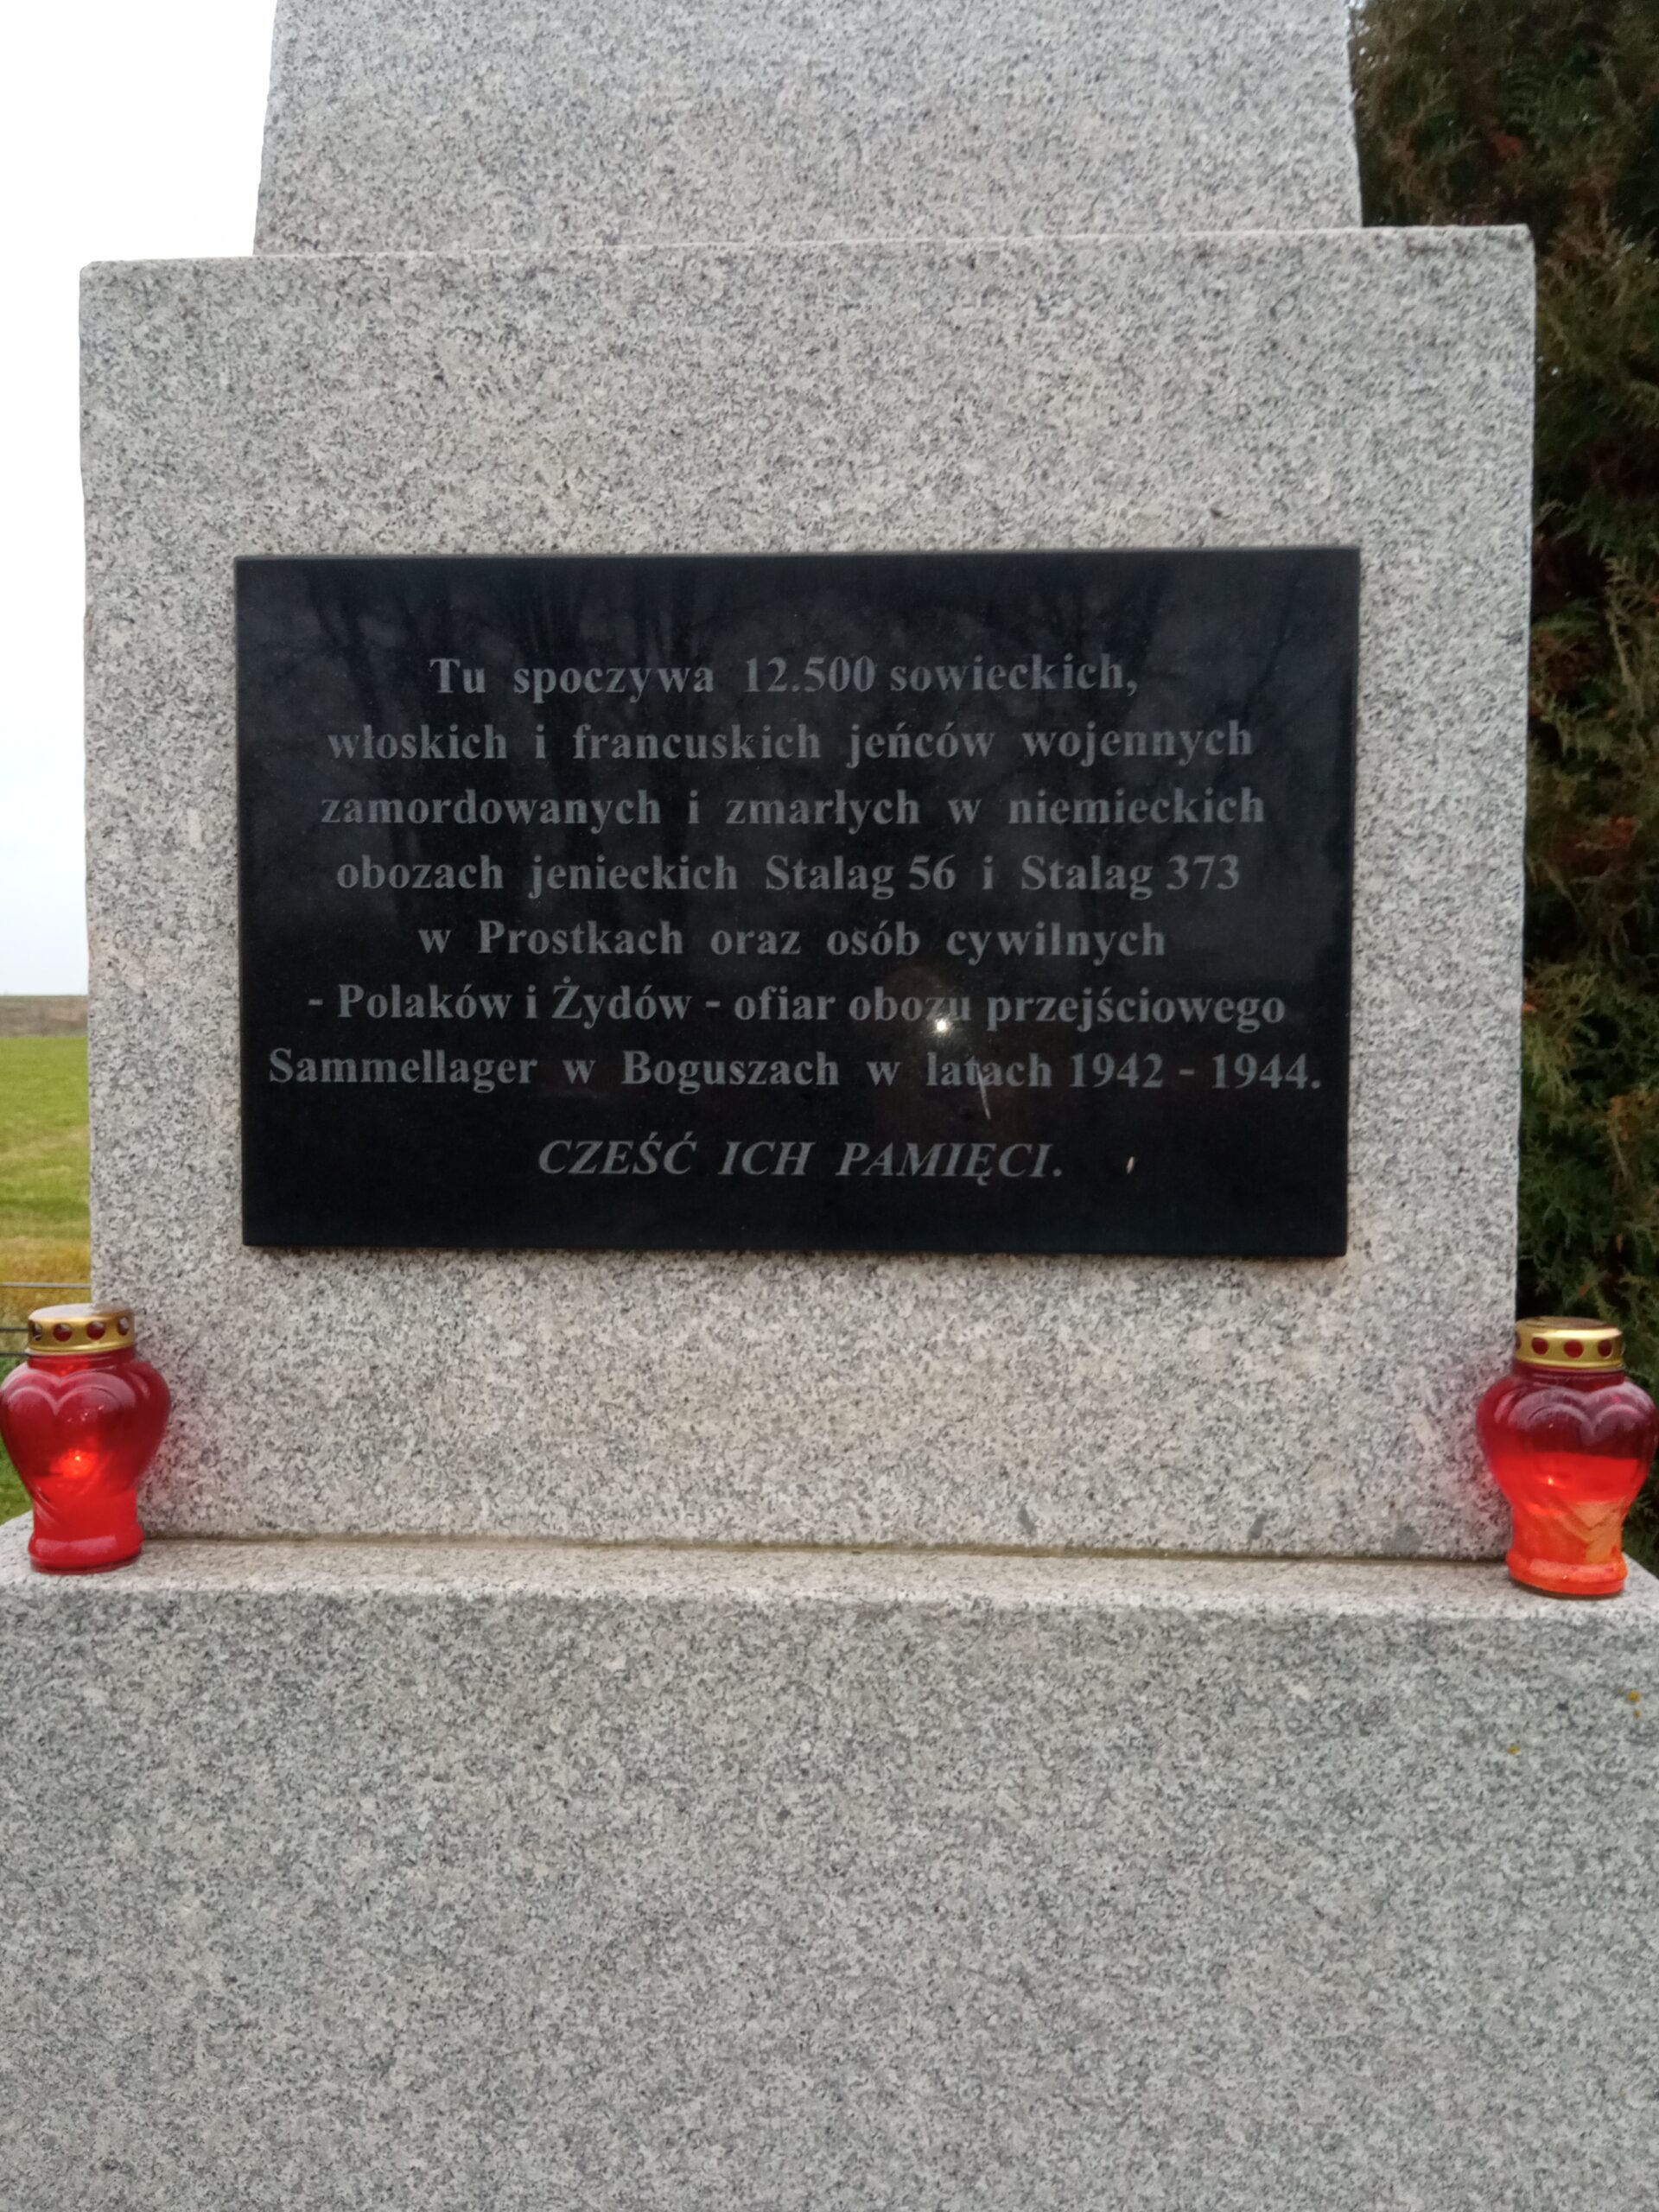 Tu spoczywa 12.500 sowieckich,
włoskich i francuskich jeńców wojennych
zamordowanych i zmarłych w niemieckich
obozach jenieckich Stalag 56 i Stalag 373
w Prostkach oraz osób cywilnych
- Polaków i Żydów - ofiar obozu przejściowego
Sammellager w Boguszach w latach 1942 - 1944.
CZEŚĆ ICH PAMIĘCI.